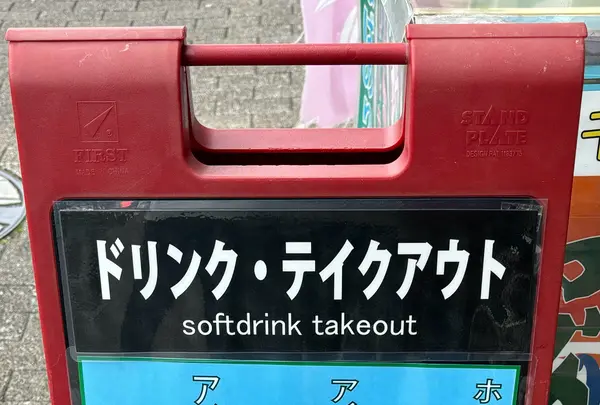 FIRST
STAND
PLATE
ドリンク・テイクアウト
softdrink takeout
ア ア ホ